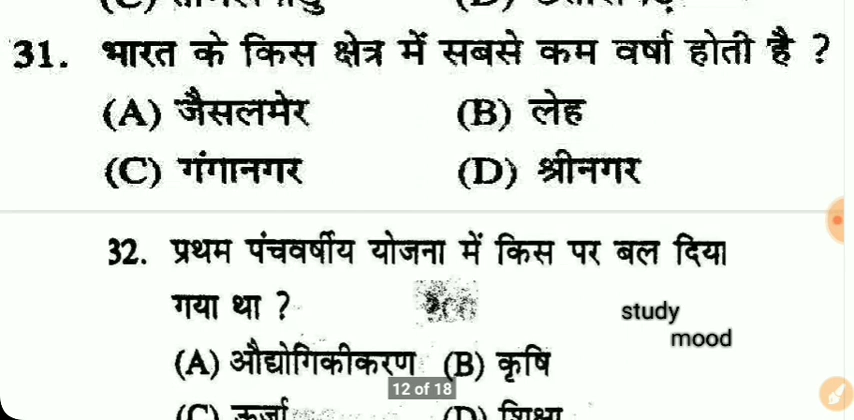 31. भारत के किस क्षेत्र में सबसे कम वर्षा होती है ?
(A) जैसलमेर (B) लेह
(C) गंगानगर (D) श्रीनगर
32. प्रथम पंचवर्षीय योजना में किस पर बल दिया
गया था ?
study
mood
(A) औद्योगिकीकरण (B) कृषि
12 of 18
(C) ऊर्जा (D) शिक्षा